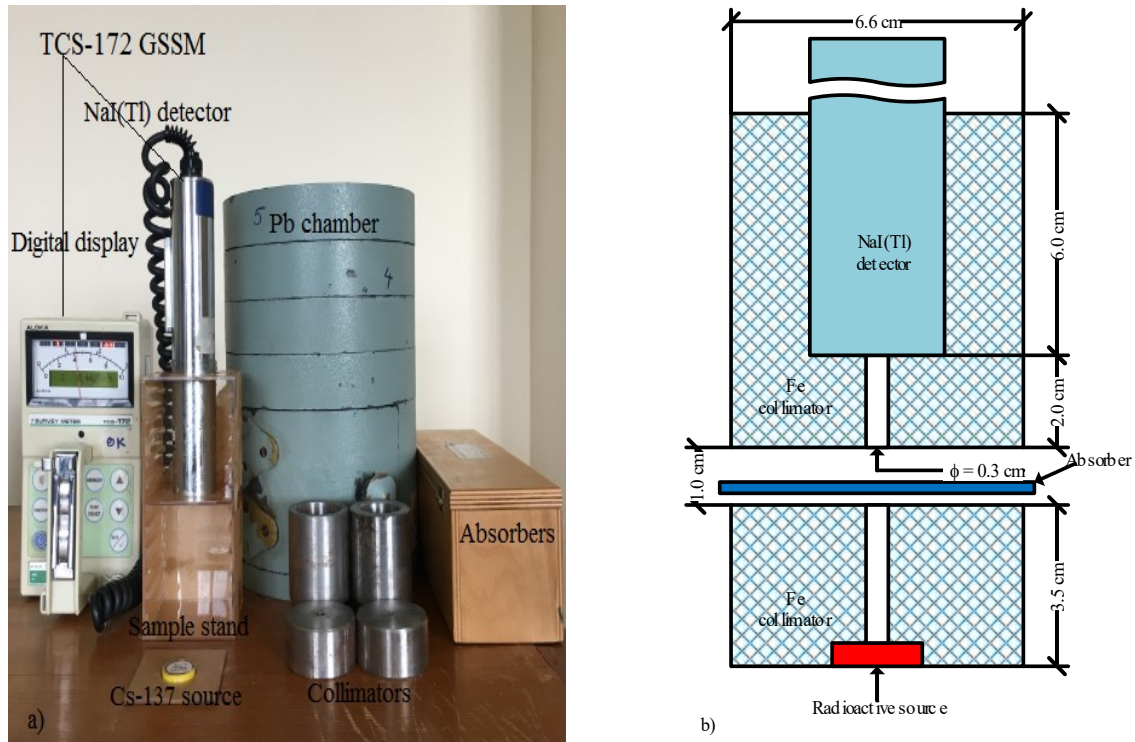 TCS-172 GSSM
NaI(Tl) detector
Digital display
5 Pb chamber
4
ALOKA
SURVEY METER TCS-172
OK
Absorbers
Sample stand
Cs-137 source
Collimators
a)
6.6 cm
NaI(Tl)
detector
6.0 cm
Fe
collimator
2.0 cm
1.0 cm
ϕ = 0.3 cm
Absorber
Fe
collimator
3.5 cm
Radioactive source
b)